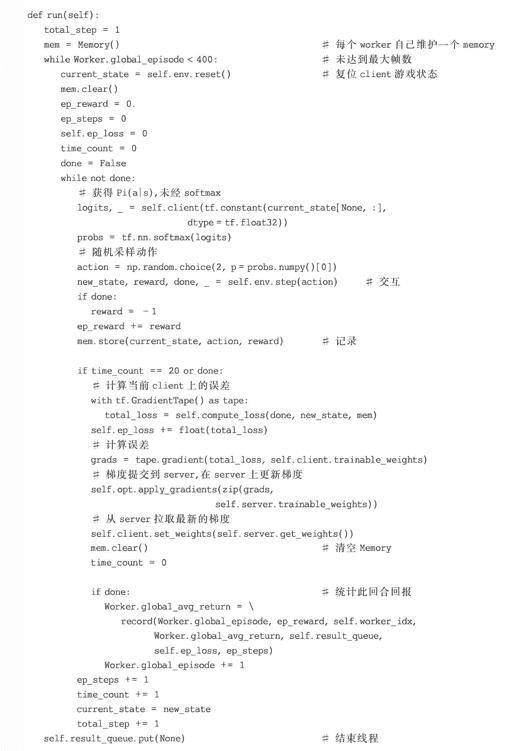 def run(self):
    total_step = 1
    mem = Memory()                                  # 每个 worker 自己维护一个 memory
    while Worker.global_episode < 400:              # 未达到最大帧数
        current_state = self.env.reset()            # 复位 client 游戏状态
        mem.clear()
        ep_reward = 0.
        ep_steps = 0
        self.ep_loss = 0
        time_count = 0
        done = False
        while not done:
            # 获得 Pi(a|s),未经 softmax
            logits, _ = self.client(tf.constant(current_state[None, :],
                                    dtype = tf.float32))
            probs = tf.nn.softmax(logits)
            # 随机采样动作
            action = np.random.choice(2, p = probs.numpy()[0])
            new_state, reward, done, _ = self.env.step(action)    # 交互
            if done:
                reward = -1
            ep_reward += reward
            mem.store(current_state, action, reward)    # 记录

            if time_count == 20 or done:
                # 计算当前 client 上的误差
                with tf.GradientTape() as tape:
                    total_loss = self.compute_loss(done, new_state, mem)
                self.ep_loss += float(total_loss)
                # 计算误差
                grads = tape.gradient(total_loss, self.client.trainable_weights)
                # 梯度提交到 server,在 server 上更新梯度
                self.opt.apply_gradients(zip(grads,
                                         self.server.trainable_weights))
                # 从 server 拉取最新的梯度
                self.client.set_weights(self.server.get_weights())
                mem.clear()                         # 清空 Memory
                time_count = 0

                if done:                            # 统计此回合回报
                    Worker.global_avg_return = \
                        record(Worker.global_episode, ep_reward, self.worker_idx,
                               Worker.global_avg_return, self.result_queue,
                               self.ep_loss, ep_steps)
                    Worker.global_episode += 1
            ep_steps += 1
            time_count += 1
            current_state = new_state
            total_step += 1
    self.result_queue.put(None)                     # 结束线程